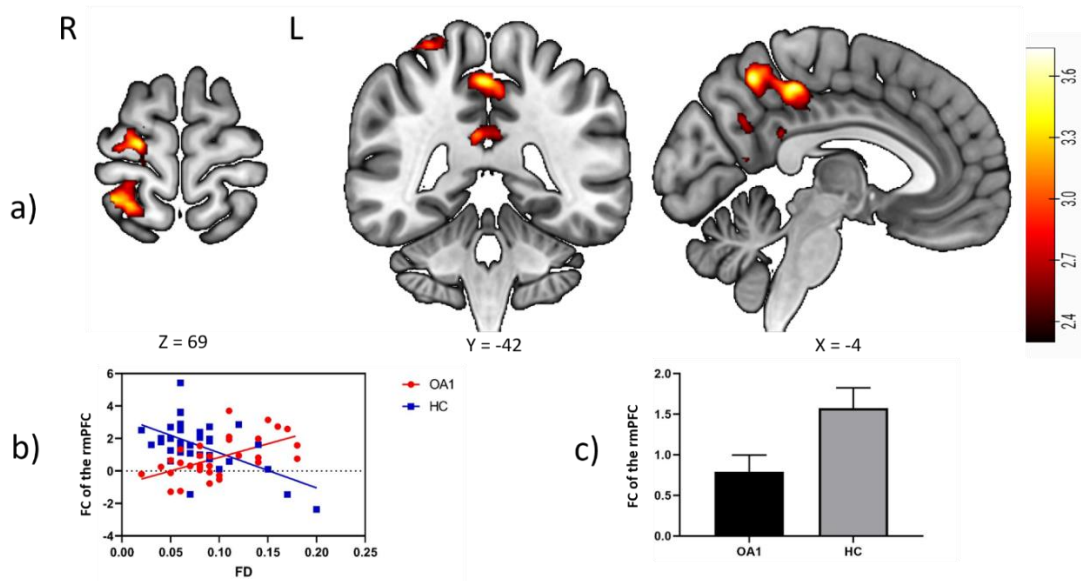 R
L
a)
3.6
3.3
3.0
2.7
2.4
Z = 69
Y = -42
X = -4
b)
FC of the rmPFC
6
4
2
0
-2
-4
0.00
0.05
0.10
0.15
0.20
0.25
FD
OA1
HC
c)
FC of the rmPFC
2.0
1.5
1.0
0.5
0.0
OA1
HC